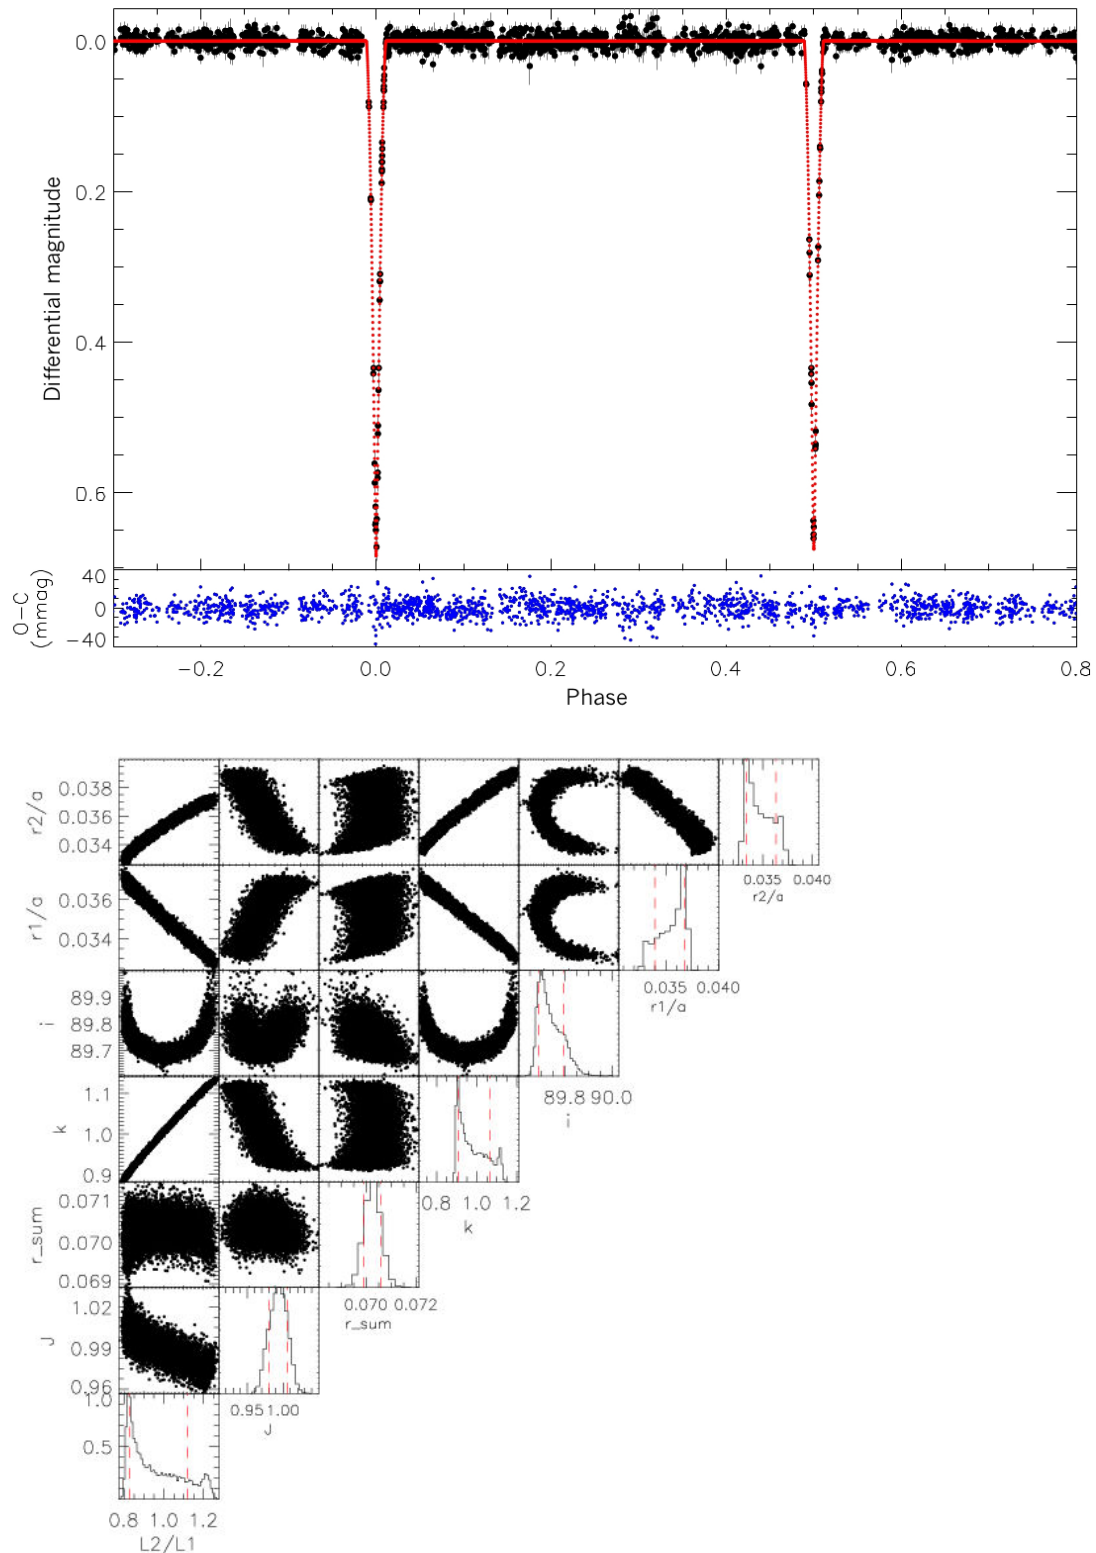 0.0
0.2
0.4
0.6
Differential magnitude
40
0
−40
O−C
(mmag)
−0.2 0.0 0.2 0.4 0.6 0.8
Phase
r2/a
0.038
0.036
0.034
0.035 0.040
r2/a
r1/a
0.036
0.034
0.035 0.040
r1/a
i
89.9
89.8
89.7
89.8 90.0
i
k
1.1
1.0
0.9
0.8 1.0 1.2
k
r_sum
0.071
0.070
0.069
0.070 0.072
r_sum
J
1.02
0.99
0.96
0.95 1.00
J
1.0
0.5
0.8 1.0 1.2
L2/L1